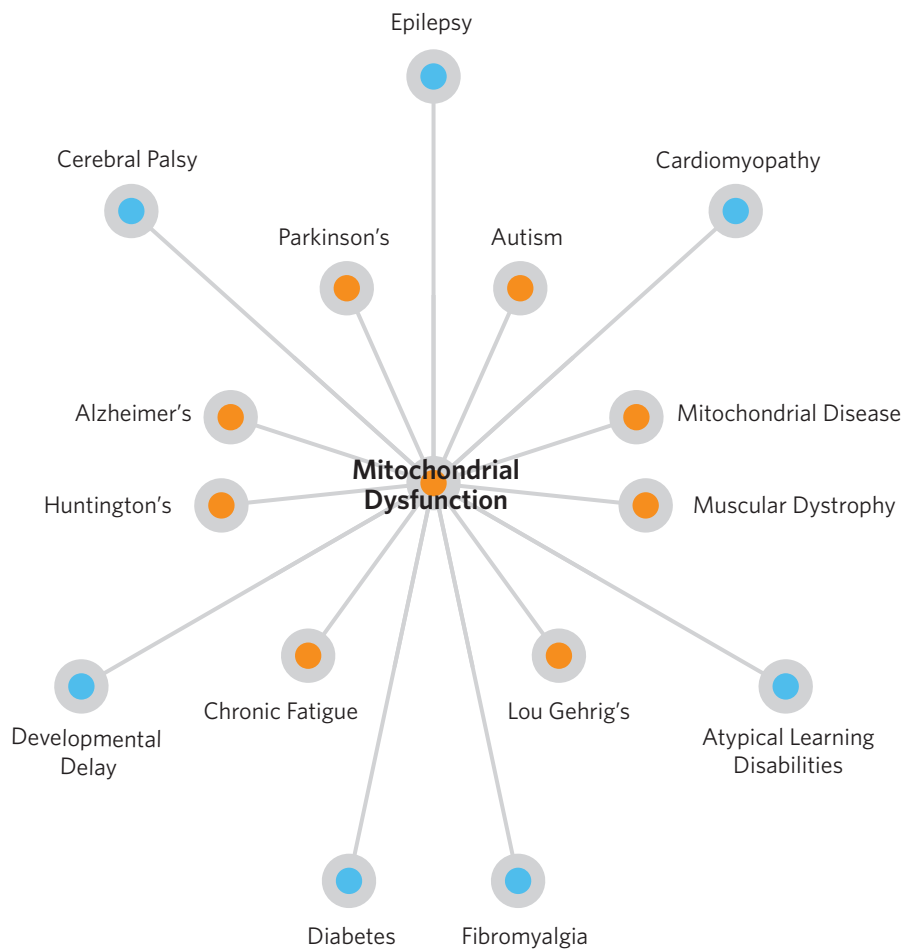 Epilepsy
Cerebral Palsy
Cardiomyopathy
Parkinson's
Autism
Alzheimer's
Mitochondrial Disease
Mitochondrial
Dysfunction
Huntington's
Muscular Dystrophy
Chronic Fatigue
Lou Gehrig's
Developmental
Delay
Atypical Learning
Disabilities
Diabetes
Fibromyalgia